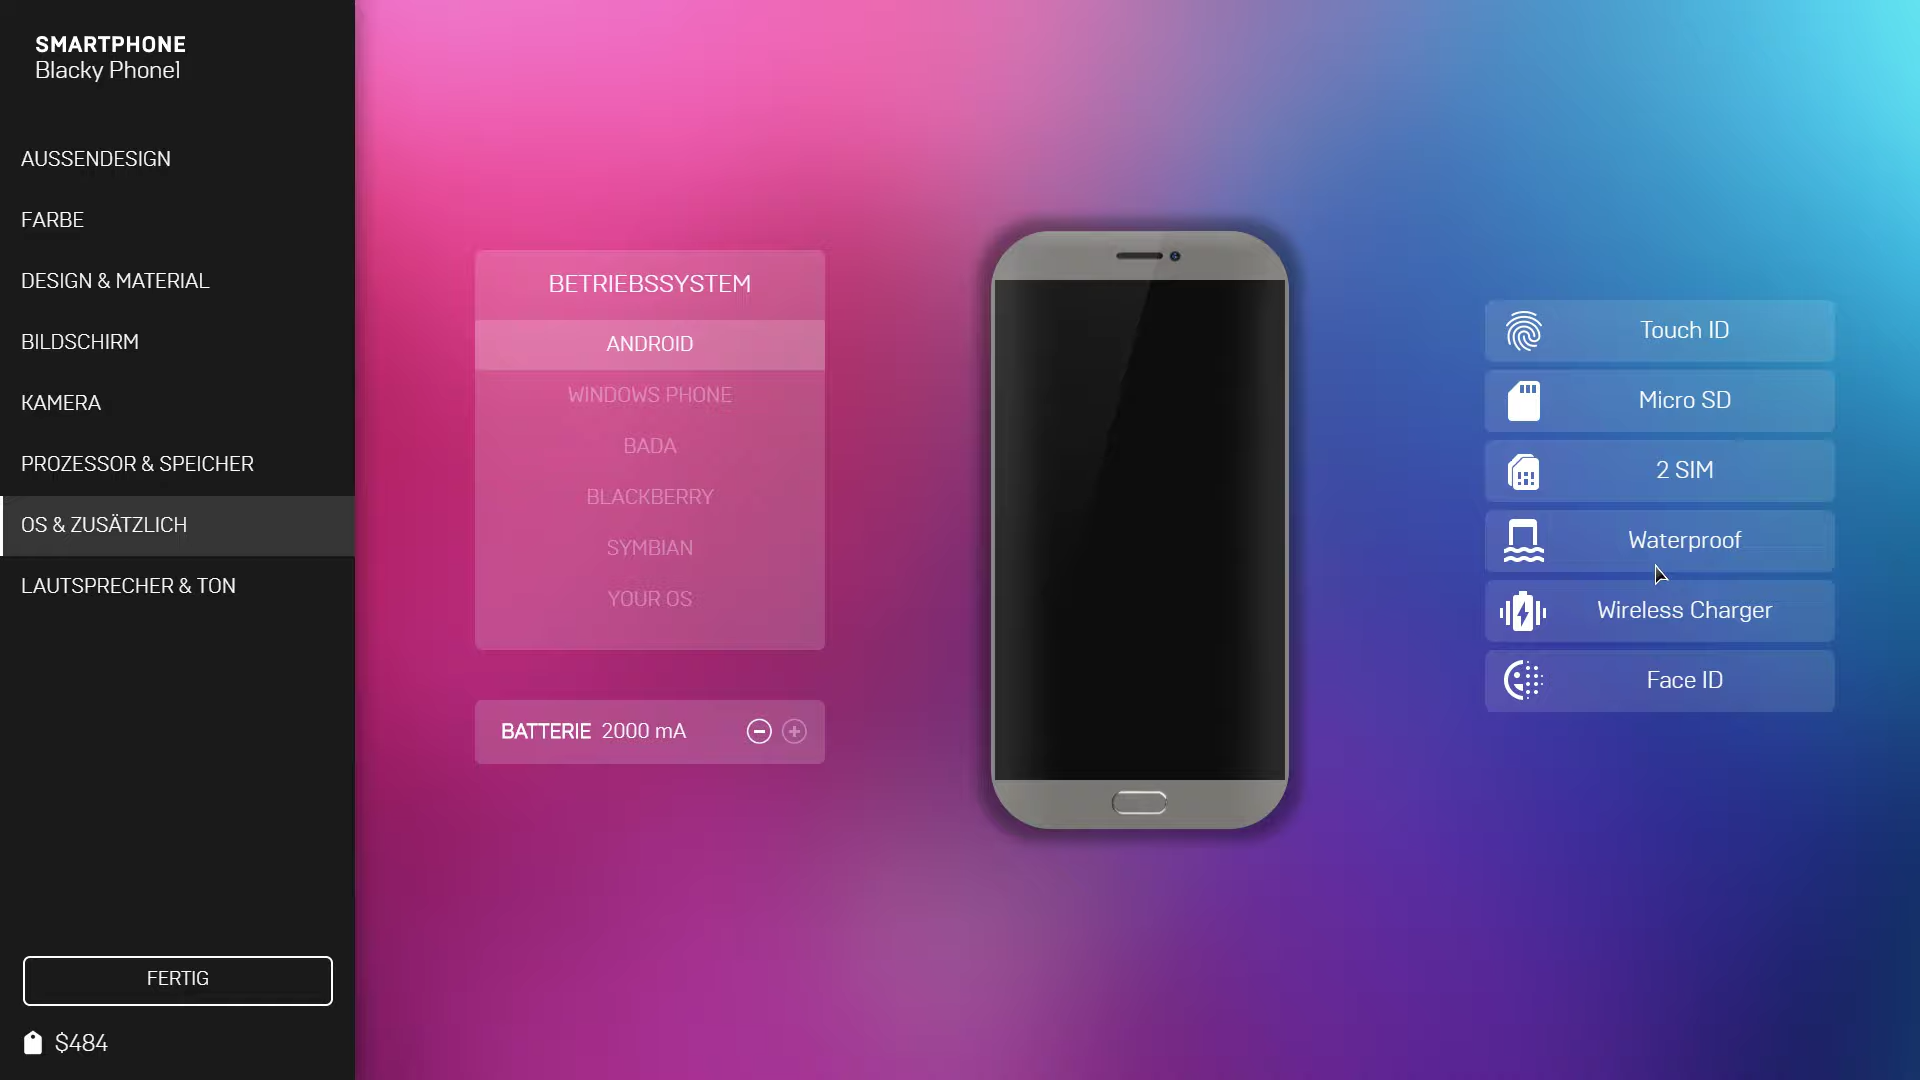 SMARTPHONE
Blacky Phone1
AUSSENDESIGN
FARBE
DESIGN & MATERIAL
BILDSCHIRM
KAMERA
PROZESSOR & SPEICHER
OS & ZUSÄTZLICH
LAUTSPRECHER & TON
FERTIG
$484
BETRIEBSSYSTEM
ANDROID
WINDOWS PHONE
BADA
BLACKBERRY
SYMBIAN
YOUR OS
BATTERIE 2000 mA
Touch ID
Micro SD
2 SIM
Waterproof
Wireless Charger
Face ID